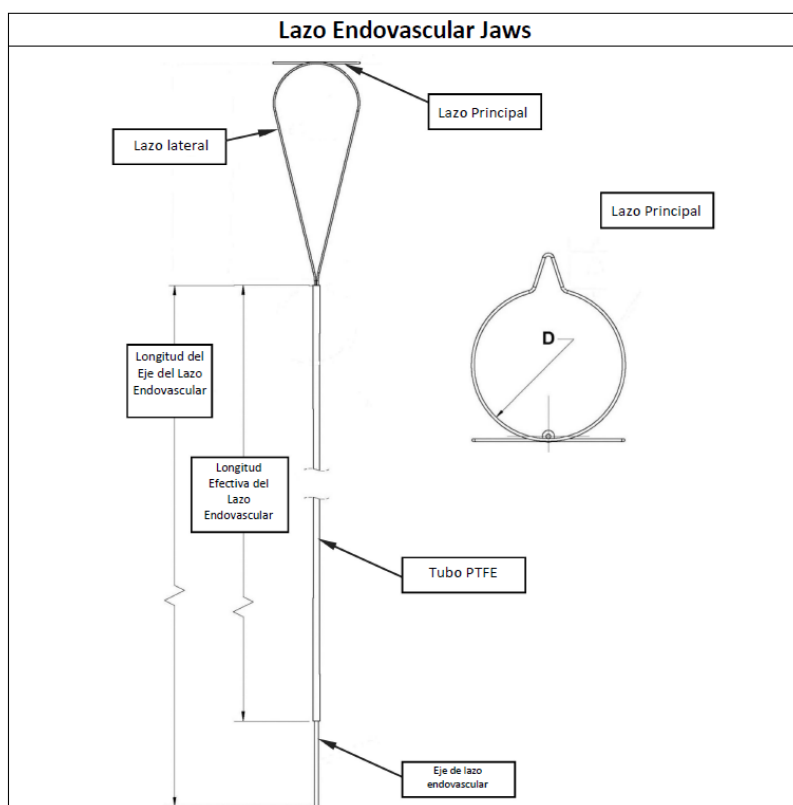 Lazo Endovascular Jaws
Lazo Principal
Lazo lateral
Lazo Principal
D
Longitud del
Eje del Lazo
Endovascular
Longitud
Efectiva del
Lazo
Endovascular
Tubo PTFE
Eje de lazo
endovascular